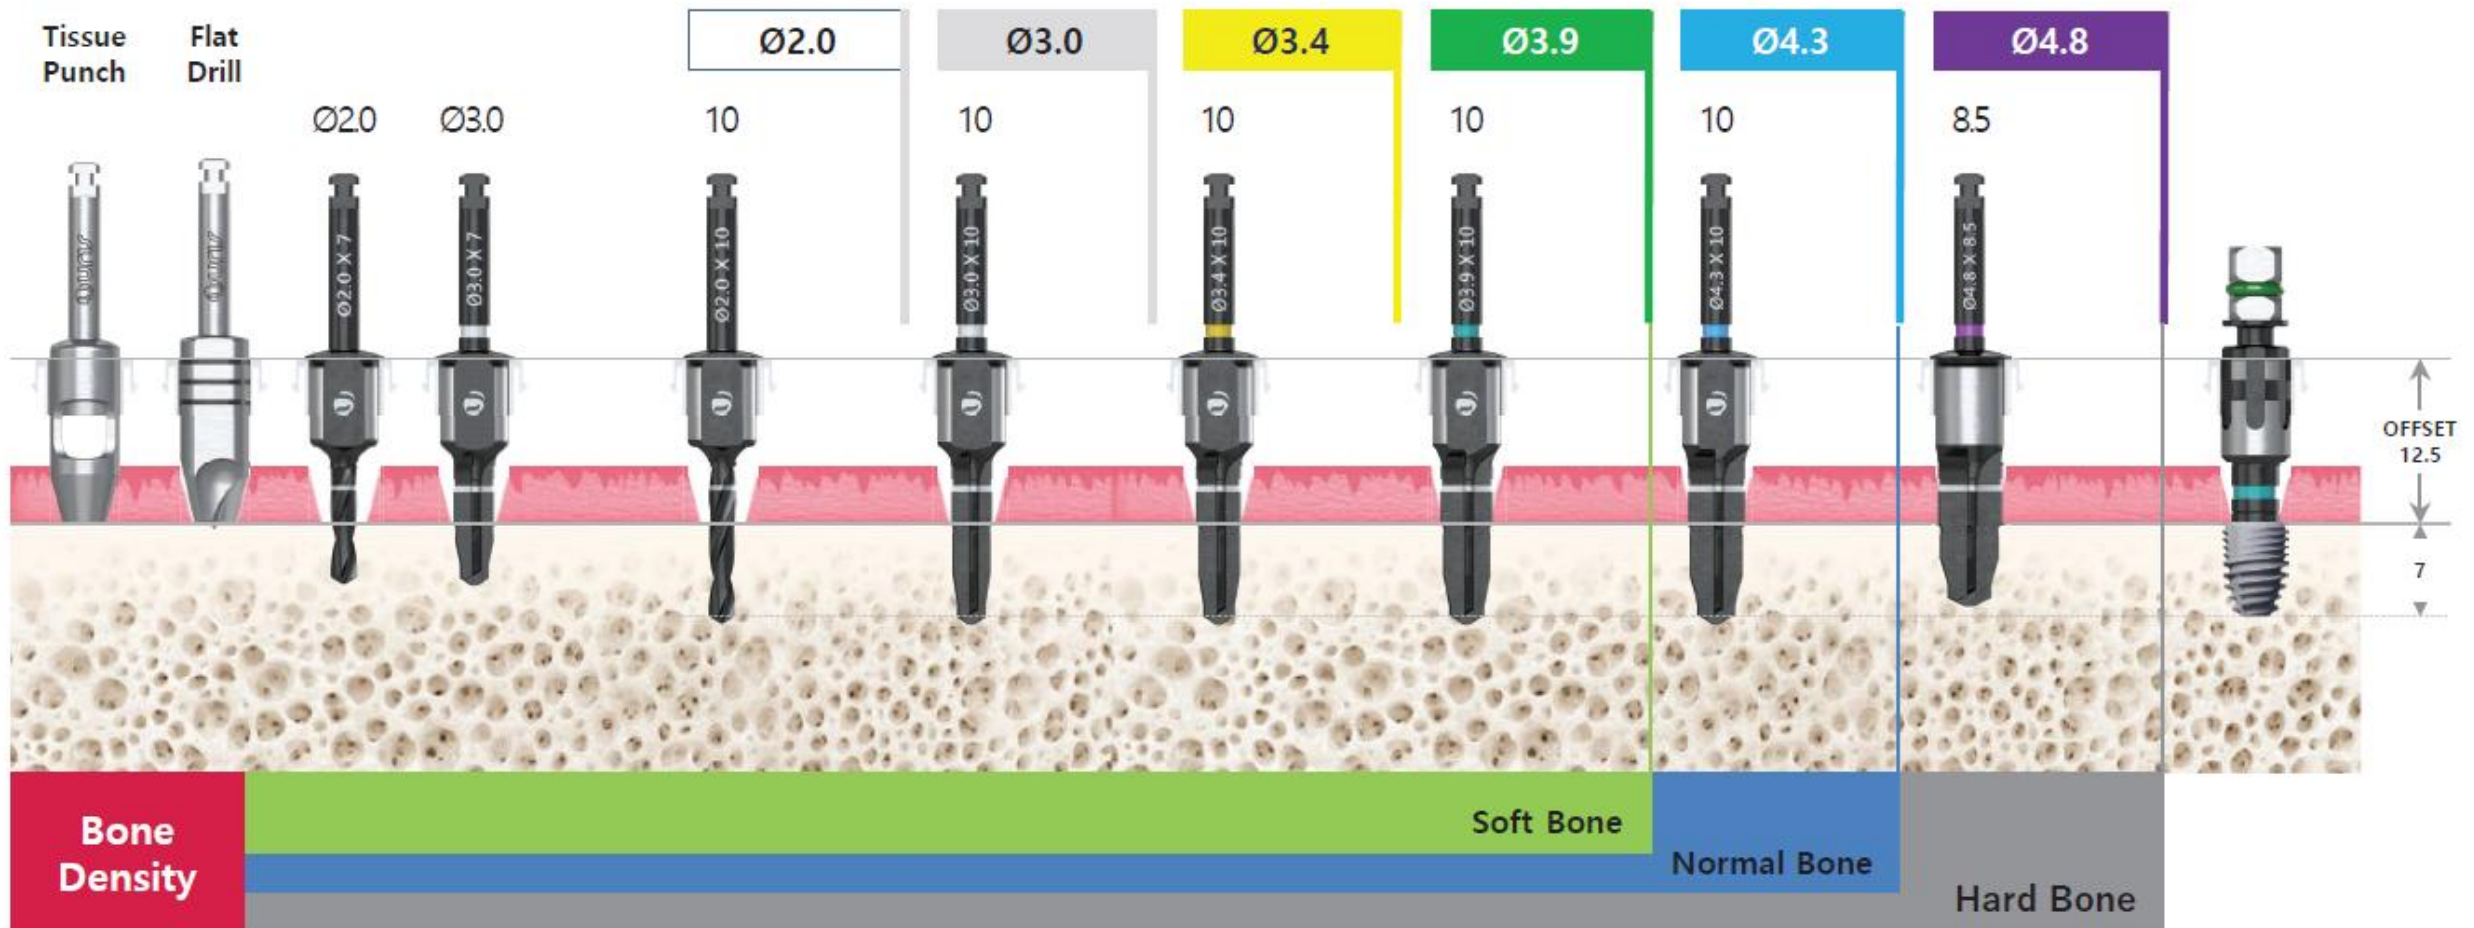 Tissue
Punch
Flat
Drill
Ø2.0
Ø3.0
Ø3.4
Ø3.9
Ø4.3
Ø4.8
Ø2.0
Ø3.0
10
10
10
10
10
8.5
Ø2.0 X 7
Ø3.0 X 7
Ø2.0 X 10
Ø3.0 X 10
Ø3.4 X 10
Ø3.9 X 10
Ø4.3 X 10
Ø4.8 X 8.5
OFFSET
12.5
7
Bone
Density
Soft Bone
Normal Bone
Hard Bone